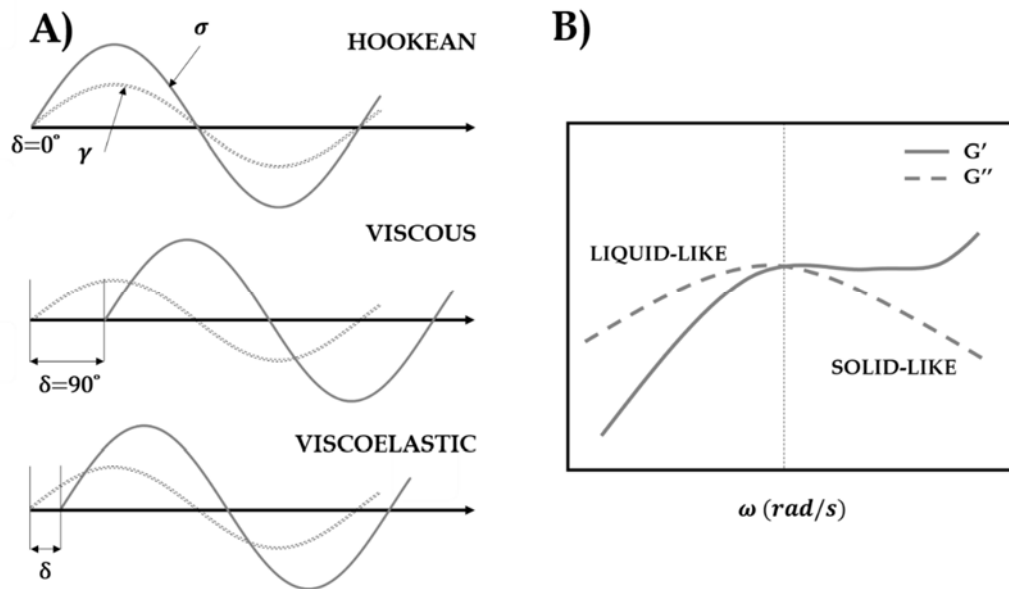 A)
σ
HOOKEAN
δ=0°
γ
VISCOUS
δ=90°
VISCOELASTIC
δ
B)
G′
G′′
LIQUID-LIKE
SOLID-LIKE
ω (rad/s)